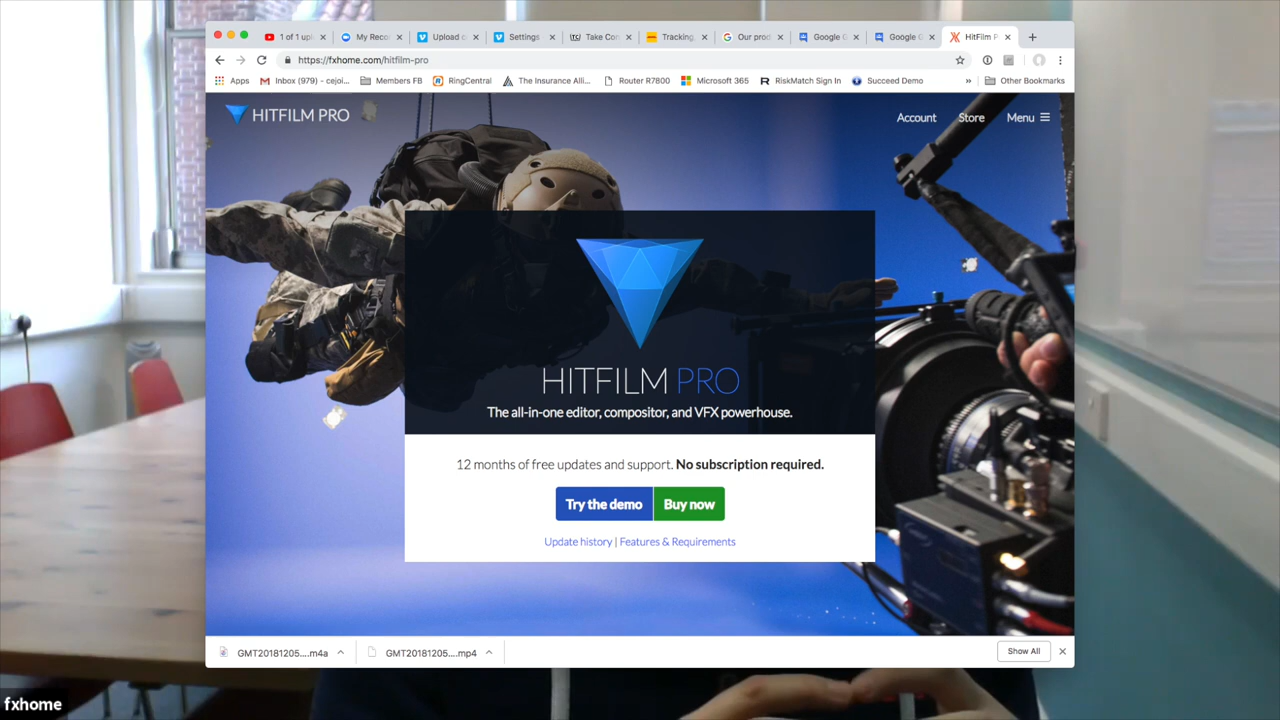 1 of 1 upl
My Reco
Upload c
Settings
Take Con
Tracking,
Our prod
Google G
Google G
HitFilm P
https://fxhome.com/hitfilm-pro
Apps
Inbox (979) - cejoi...
Members FB
RingCentral
The Insurance Alli...
Router R7800
Microsoft 365
RiskMatch Sign In
Succeed Demo
»
Other Bookmarks
HITFILM PRO
Account
Store
Menu
HITFILM PRO
The all-in-one editor, compositor, and VFX powerhouse.
12 months of free updates and support. No subscription required.
Try the demo
Buy now
Update history | Features & Requirements
GMT20181205....m4a
GMT20181205....mp4
Show All
fxhome